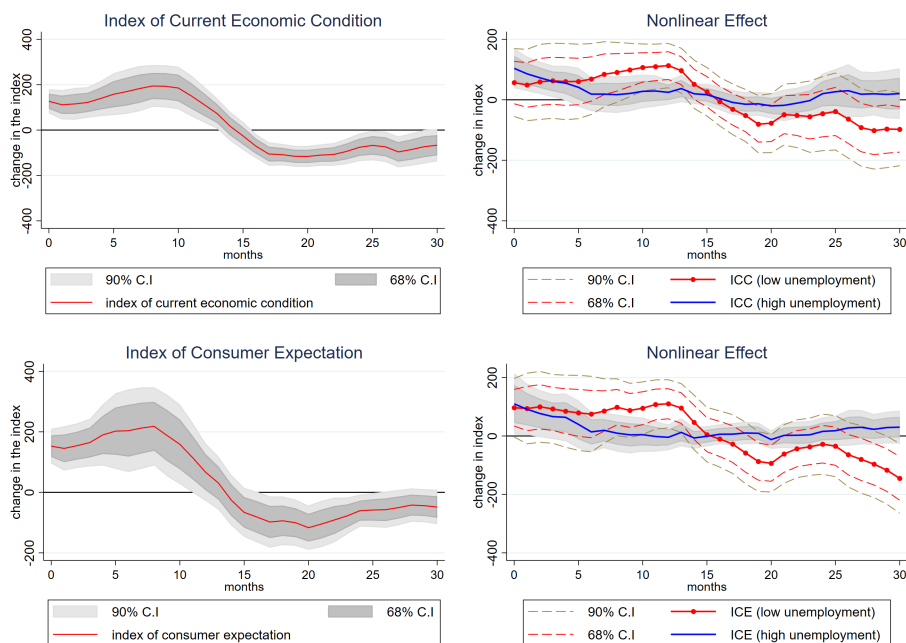 Index of Current Economic Condition
change in the index
400
200
0
-200
-400
0 5 10 15 20 25 30
months
90% C.I
68% C.I
index of current economic condition
Nonlinear Effect
change in the index
200
0
-200
-400
0 5 10 15 20 25 30
months
90% C.I
ICC (low unemployment)
68% C.I
ICC (high unemployment)
Index of Consumer Expectation
change in the index
400
200
0
-200
0 5 10 15 20 25 30
months
90% C.I
68% C.I
index of consumer expectation
Nonlinear Effect
change in the index
200
0
-200
-400
0 5 10 15 20 25 30
months
90% C.I
ICE (low unemployment)
68% C.I
ICE (high unemployment)